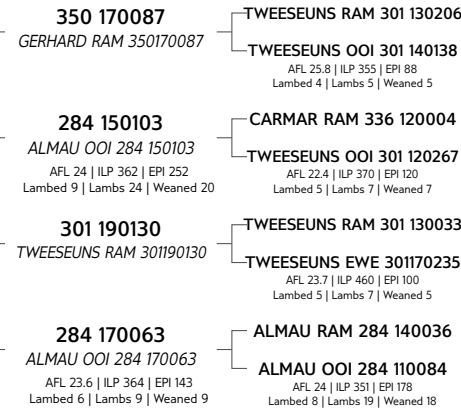 350 170087
GERHARD RAM 350170087
TWEESEUNS RAM 301 130206
TWEESEUNS OOI 301 140138
AFL 25.8 | ILP 355 | EPI 88
Lambed 4 | Lambs 5 | Weaned 5
284 150103
ALMAU OOI 284 150103
AFL 24 | ILP 362 | EPI 252
Lambed 9 | Lambs 24 | Weaned 20
CARMAR RAM 336 120004
TWEESEUNS OOI 301 120267
AFL 22.4 | ILP 370 | EPI 120
Lambed 5 | Lambs 7 | Weaned 7
301 190130
TWEESEUNS RAM 301190130
TWEESEUNS RAM 301 130033
TWEESEUNS EWE 301170235
AFL 23.7 | ILP 460 | EPI 100
Lambed 5 | Lambs 7 | Weaned 5
284 170063
ALMAU OOI 284 170063
AFL 23.6 | ILP 364 | EPI 143
Lambed 6 | Lambs 9 | Weaned 9
ALMAU RAM 284 140036
ALMAU OOI 284 110084
AFL 24 | ILP 351 | EPI 178
Lambed 8 | Lambs 19 | Weaned 18